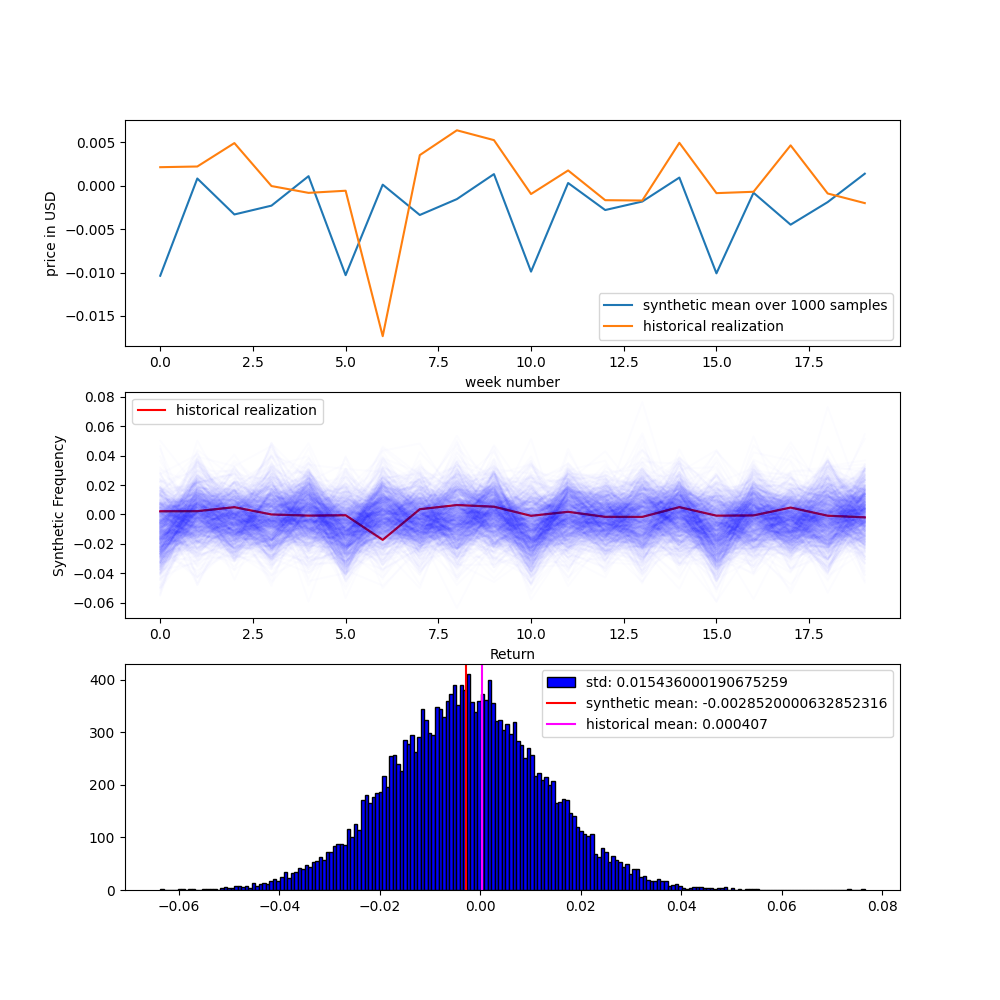 0.005
0.000
−0.005
−0.010
−0.015
price in USD
synthetic mean over 1000 samples
historical realization
0.0 2.5 5.0 7.5 10.0 12.5 15.0 17.5
week number
0.08
0.06
0.04
0.02
0.00
−0.02
−0.04
−0.06
Synthetic Frequency
historical realization
0.0 2.5 5.0 7.5 10.0 12.5 15.0 17.5
Return
400
300
200
100
0
std: 0.015436000190675259
synthetic mean: -0.0028520000632852316
historical mean: 0.000407
−0.06 −0.04 −0.02 0.00 0.02 0.04 0.06 0.08